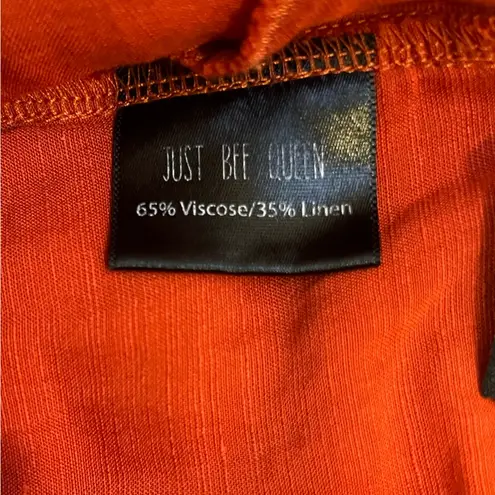 JUST BEE QUEEN
65% Viscose/35% Linen